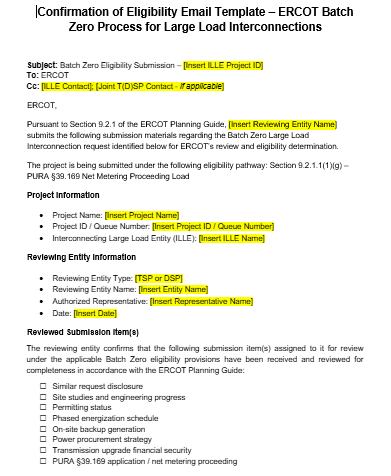 Confirmation of Eligibility Email Template – ERCOT Batch
Zero Process for Large Load Interconnections
Subject: Batch Zero Eligibility Submission – [Insert ILLE Project ID]
To: ERCOT
Cc: [ILLE Contact]; [Joint T(D)SP Contact - if applicable]
ERCOT,
Pursuant to Section 9.2.1 of the ERCOT Planning Guide, [Insert Reviewing Entity Name]
submits the following submission materials regarding the Batch Zero Large Load
Interconnection request identified below for ERCOT's review and eligibility determination.
The project is being submitted under the following eligibility pathway: Section 9.2.1.1(1)(g) –
PURA §39.169 Net Metering Proceeding Load
Project Information
• Project Name: [Insert Project Name]
• Project ID / Queue Number: [Insert Project ID / Queue Number]
• Interconnecting Large Load Entity (ILLE): [Insert ILLE Name]
Reviewing Entity Information
• Reviewing Entity Type: [TSP or DSP]
• Reviewing Entity Name: [Insert Entity Name]
• Authorized Representative: [Insert Representative Name]
• Date: [Insert Date]
Reviewed Submission Item(s)
The reviewing entity confirms that the following submission item(s) assigned to it for review
under the applicable Batch Zero eligibility provisions have been received and reviewed for
completeness in accordance with the ERCOT Planning Guide:
☐ Similar request disclosure
☐ Site studies and engineering progress
☐ Permitting status
☐ Phased energization schedule
☐ On-site backup generation
☐ Power procurement strategy
☐ Transmission upgrade financial security
☐ PURA §39.169 application / net metering proceeding